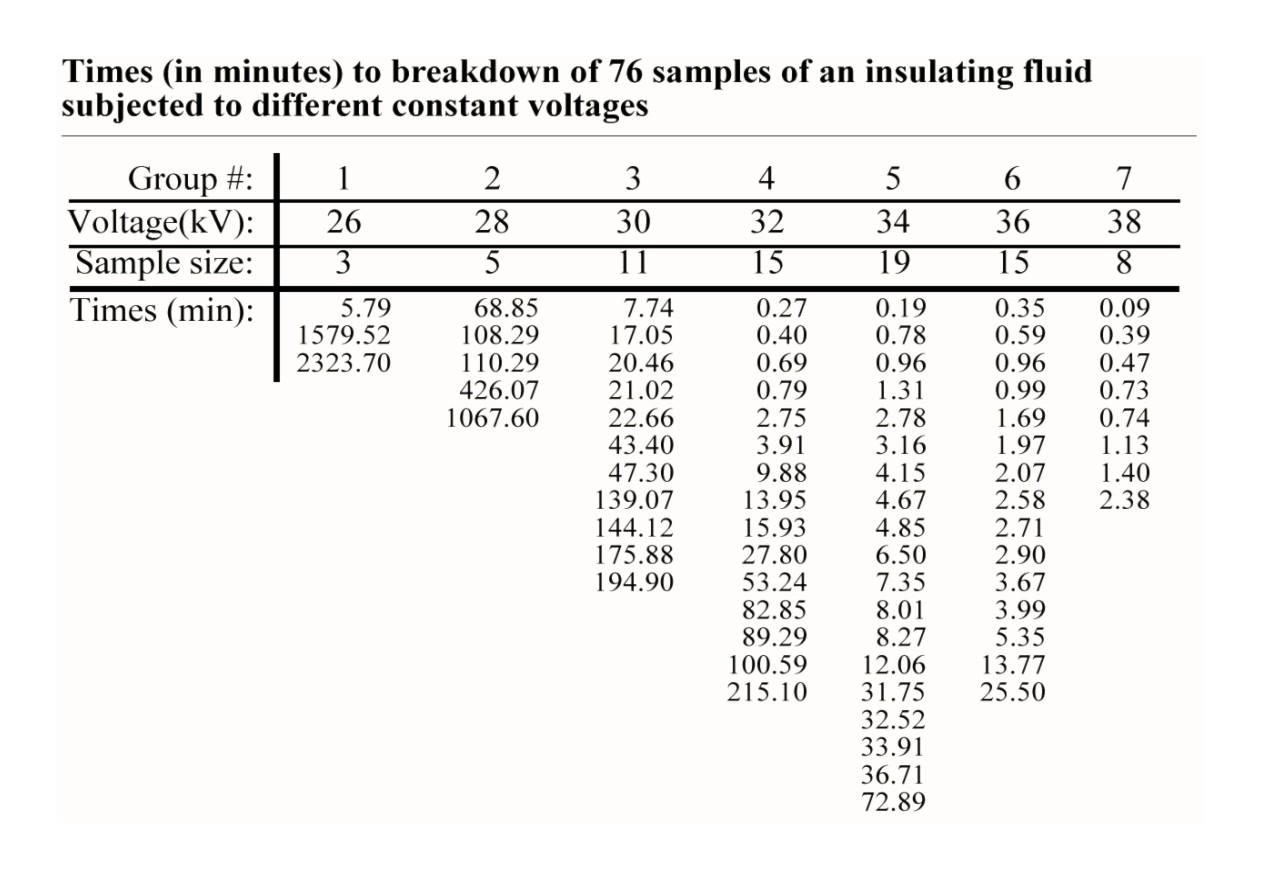 Times (in minutes) to breakdown of 76 samples of an insulating fluid
subjected to different constant voltages
Group #: 1 2 3 4 5 6 7
Voltage(kV): 26 28 30 32 34 36 38
Sample size: 3 5 11 15 19 15 8
Times (min): 5.79 68.85 7.74 0.27 0.19 0.35 0.09
1579.52 108.29 17.05 0.40 0.78 0.59 0.39
2323.70 110.29 20.46 0.69 0.96 0.96 0.47
426.07 21.02 0.79 1.31 0.99 0.73
1067.60 22.66 2.75 2.78 1.69 0.74
43.40 3.91 3.16 1.97 1.13
47.30 9.88 4.15 2.07 1.40
139.07 13.95 4.67 2.58 2.38
144.12 15.93 4.85 2.71
175.88 27.80 6.50 2.90
194.90 53.24 7.35 3.67
82.85 8.01 3.99
89.29 8.27 5.35
100.59 12.06 13.77
215.10 31.75 25.50
32.52
33.91
36.71
72.89